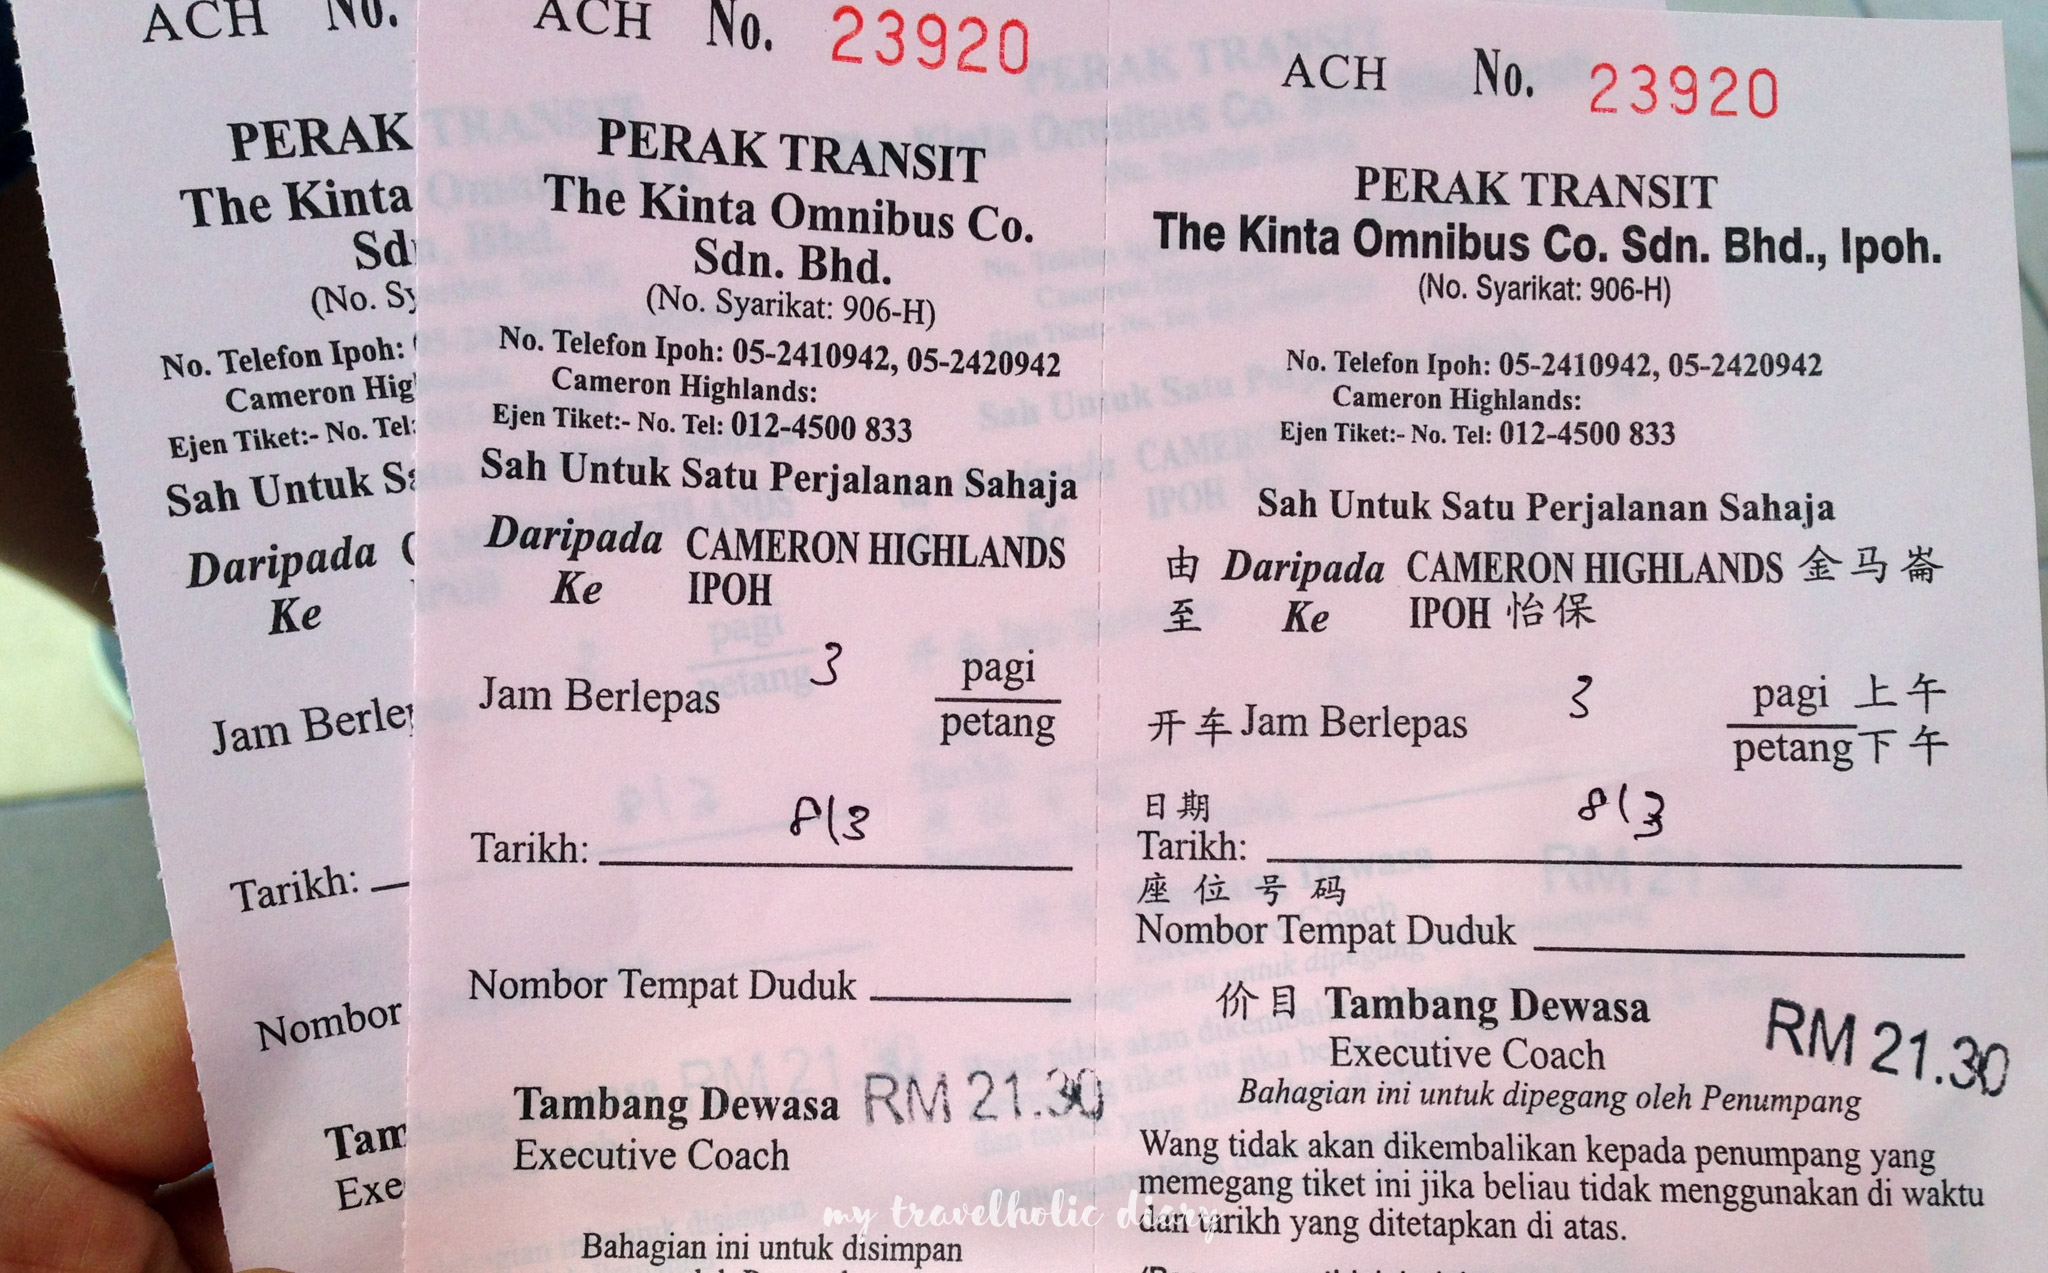 ACH No.
PERAK
The Kinta
Sd
(No. Sy
No. Telefon Ipoh:
Cameron Hig
Ejen Tiket:- No. Tel:
Sah Untuk Sa
Daripada
Ke
Jam Berle
Tarikh:
Nombor
Tam
Exe
ACH No. 23920
PERAK TRANSIT
The Kinta Omnibus Co.
Sdn. Bhd.
(No. Syarikat: 906-H)
No. Telefon Ipoh: 05-2410942, 05-2420942
Cameron Highlands:
Ejen Tiket:- No. Tel: 012-4500 833
Sah Untuk Satu Perjalanan Sahaja
Daripada CAMERON HIGHLANDS
Ke IPOH
Jam Berlepas 3 pagi
petang
Tarikh: 8/3
Nombor Tempat Duduk
Tambang Dewasa RM 21.30
Executive Coach
Bahagian ini untuk disimpan
ACH No. 23920
PERAK TRANSIT
The Kinta Omnibus Co. Sdn. Bhd., Ipoh.
(No. Syarikat: 906-H)
No. Telefon Ipoh: 05-2410942, 05-2420942
Cameron Highlands:
Ejen Tiket:- No. Tel: 012-4500 833
Sah Untuk Satu Perjalanan Sahaja
由 Daripada CAMERON HIGHLANDS 金马崙
至 Ke IPOH 怡保
开车 Jam Berlepas 3 pagi 上午
petang 下午
日期
Tarikh: 8/3
座位号码
Nombor Tempat Duduk
价目 Tambang Dewasa RM 21.30
Executive Coach
Bahagian ini untuk dipegang oleh Penumpang
Wang tidak akan dikembalikan kepada penumpang yang
memegang tiket ini jika beliau tidak menggunakan di waktu
dan tarikh yang ditetapkan di atas.
my travelholic diary